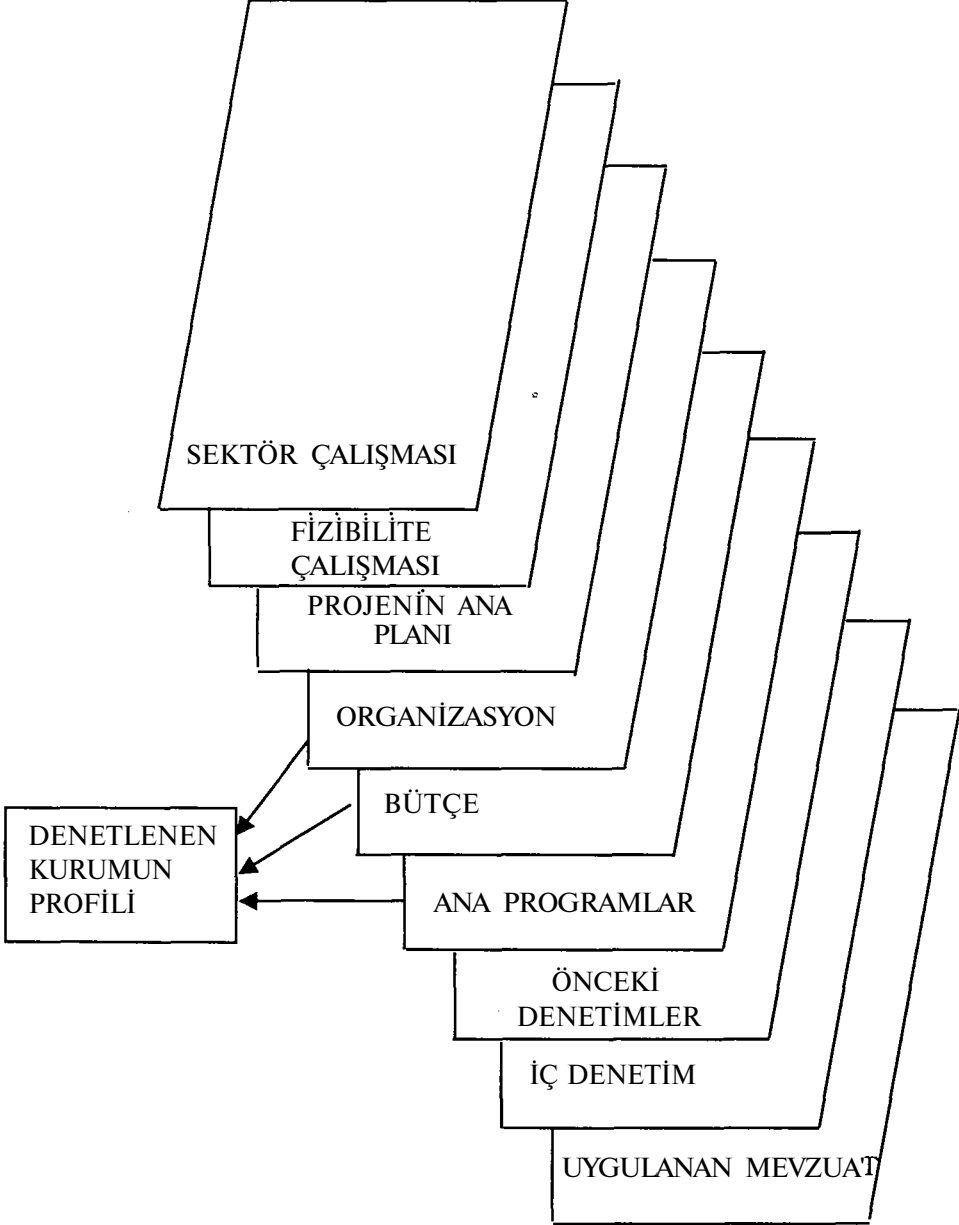 SEKTÖR ÇALIŞMASI
FİZİBİLİTE
ÇALIŞMASI
PROJENİN ANA
PLANI
ORGANİZASYON
BÜTÇE
DENETLENEN
KURUMUN
PROFİLİ
ANA PROGRAMLAR
ÖNCEKİ
DENETİMLER
İÇ DENETİM
UYGULANAN MEVZUAT